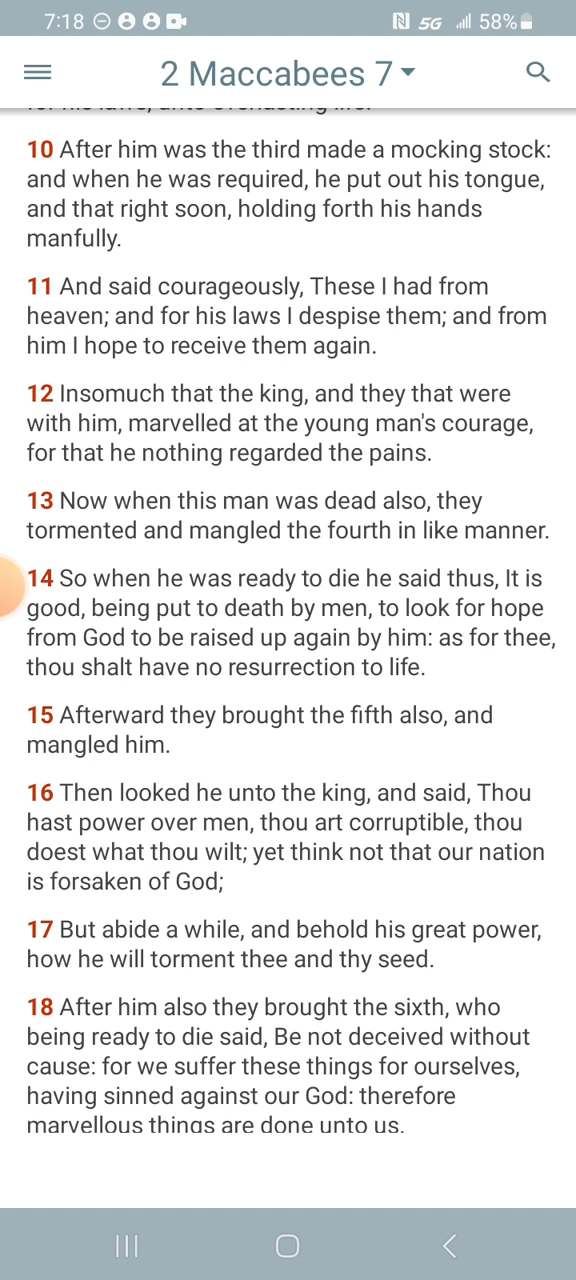 7:18
5G 58%
2 Maccabees 7
for his laws, unto everlasting life.
10 After him was the third made a mocking stock:
and when he was required, he put out his tongue,
and that right soon, holding forth his hands
manfully.
11 And said courageously, These I had from
heaven; and for his laws I despise them; and from
him I hope to receive them again.
12 Insomuch that the king, and they that were
with him, marvelled at the young man's courage,
for that he nothing regarded the pains.
13 Now when this man was dead also, they
tormented and mangled the fourth in like manner.
14 So when he was ready to die he said thus, It is
good, being put to death by men, to look for hope
from God to be raised up again by him: as for thee,
thou shalt have no resurrection to life.
15 Afterward they brought the fifth also, and
mangled him.
16 Then looked he unto the king, and said, Thou
hast power over men, thou art corruptible, thou
doest what thou wilt; yet think not that our nation
is forsaken of God;
17 But abide a while, and behold his great power,
how he will torment thee and thy seed.
18 After him also they brought the sixth, who
being ready to die said, Be not deceived without
cause: for we suffer these things for ourselves,
having sinned against our God: therefore
marvellous things are done unto us.